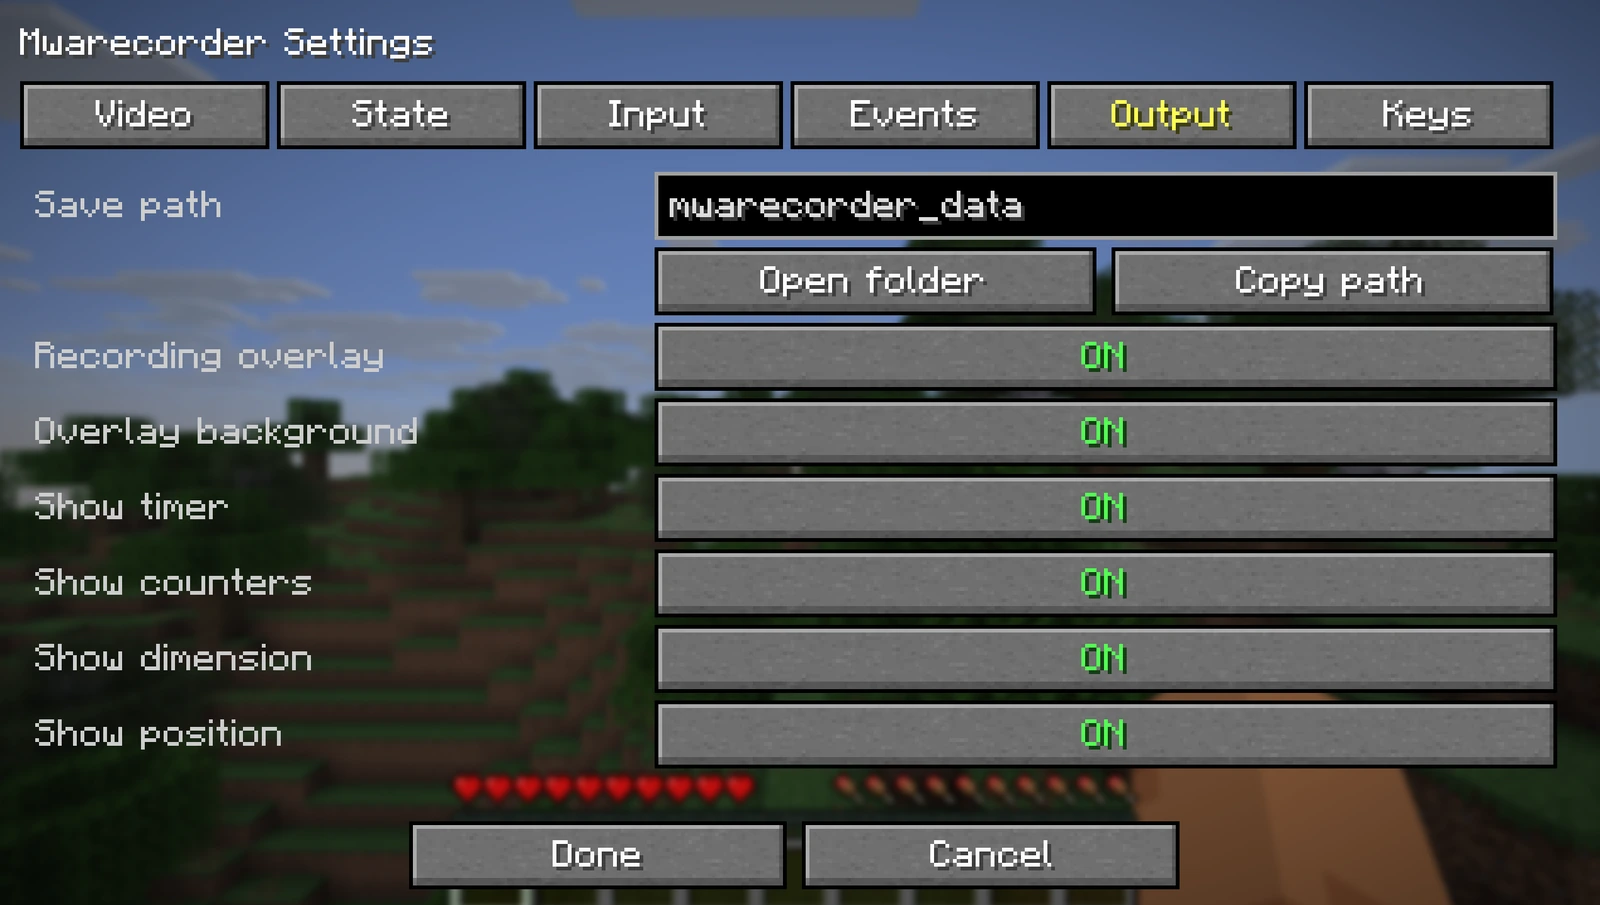 Mwarecorder Settings
Video State Input Events Output Keys
Save path mwarecorder_data
Open folder Copy path
Recording overlay ON
Overlay background ON
Show timer ON
Show counters ON
Show dimension ON
Show position ON
Done Cancel